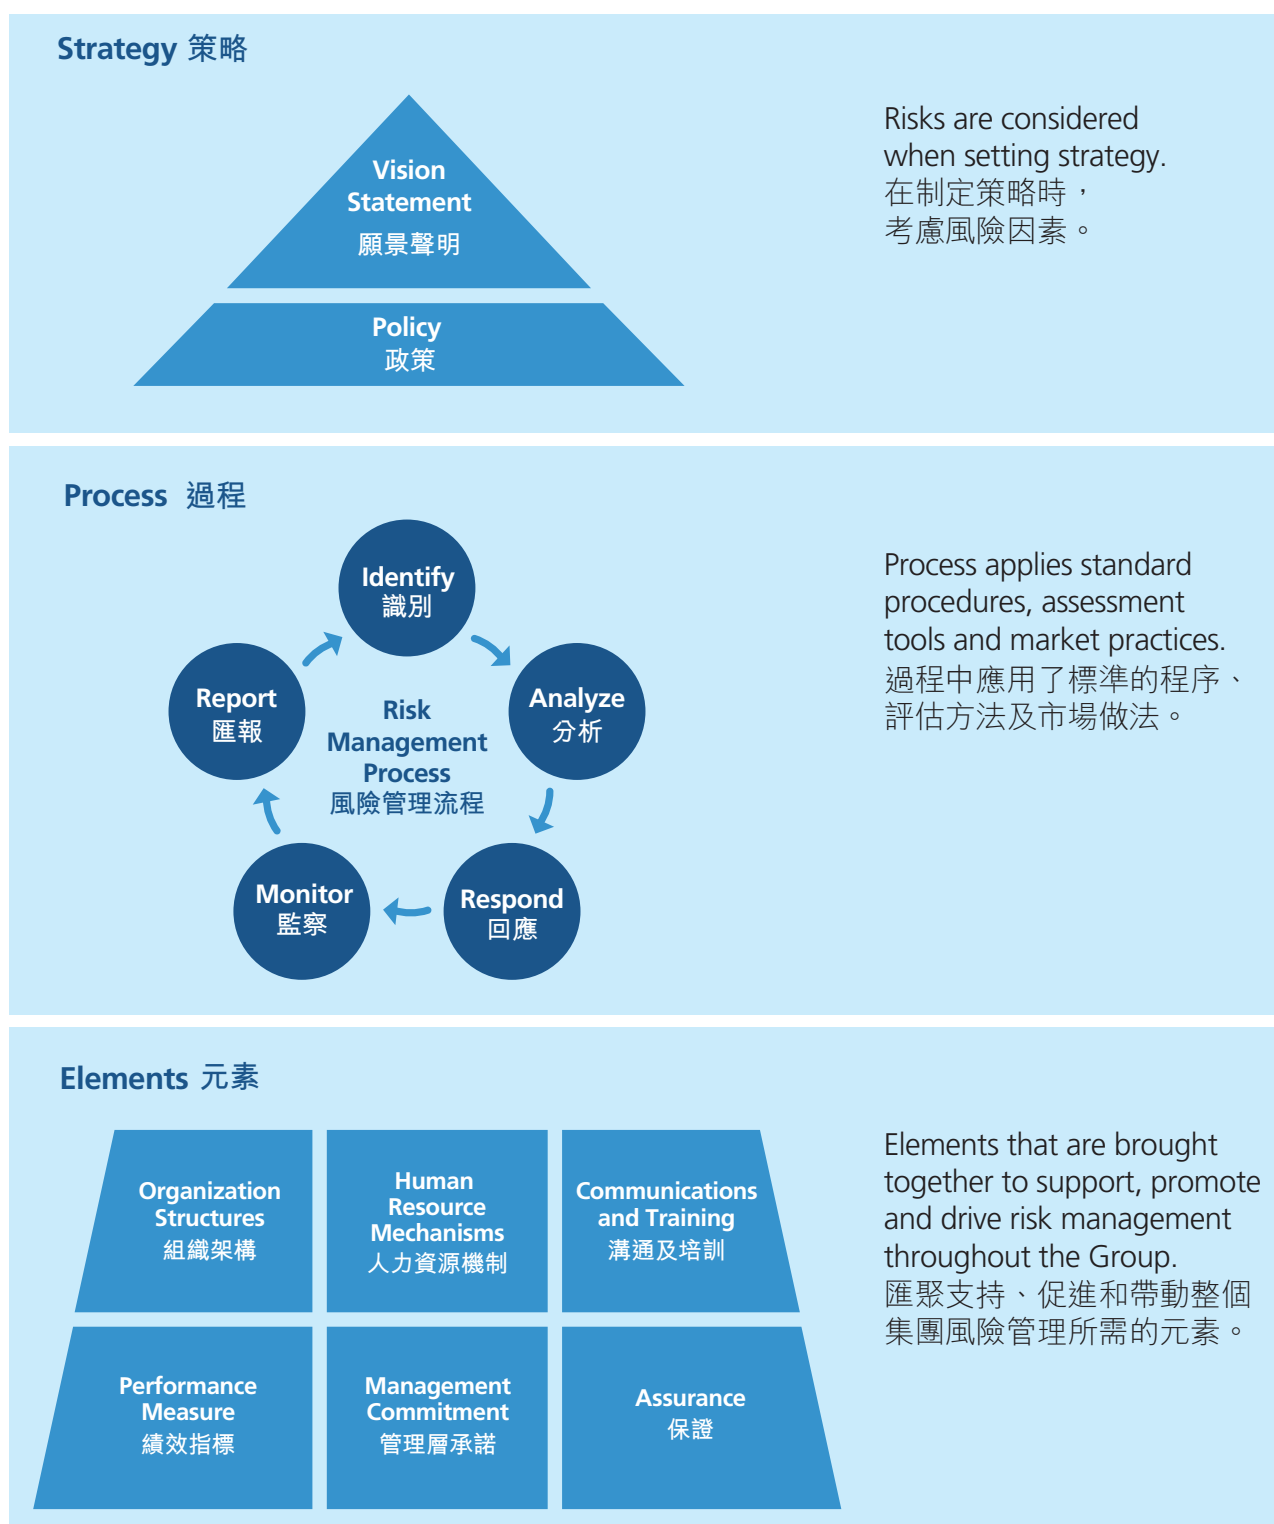 Strategy 策略
Vision
Statement
願景聲明
Policy
政策
Risks are considered
when setting strategy.
在制定策略時，
考慮風險因素。
Process 過程
Identify
識別
Analyze
分析
Respond
回應
Monitor
監察
Report
匯報
Risk
Management
Process
風險管理流程
Process applies standard
procedures, assessment
tools and market practices.
過程中應用了標準的程序、
評估方法及市場做法。
Elements 元素
Organization
Structures
組織架構
Human
Resource
Mechanisms
人力資源機制
Communications
and Training
溝通及培訓
Performance
Measure
績效指標
Management
Commitment
管理層承諾
Assurance
保證
Elements that are brought
together to support, promote
and drive risk management
throughout the Group.
匯聚支持、促進和帶動整個
集團風險管理所需的元素。